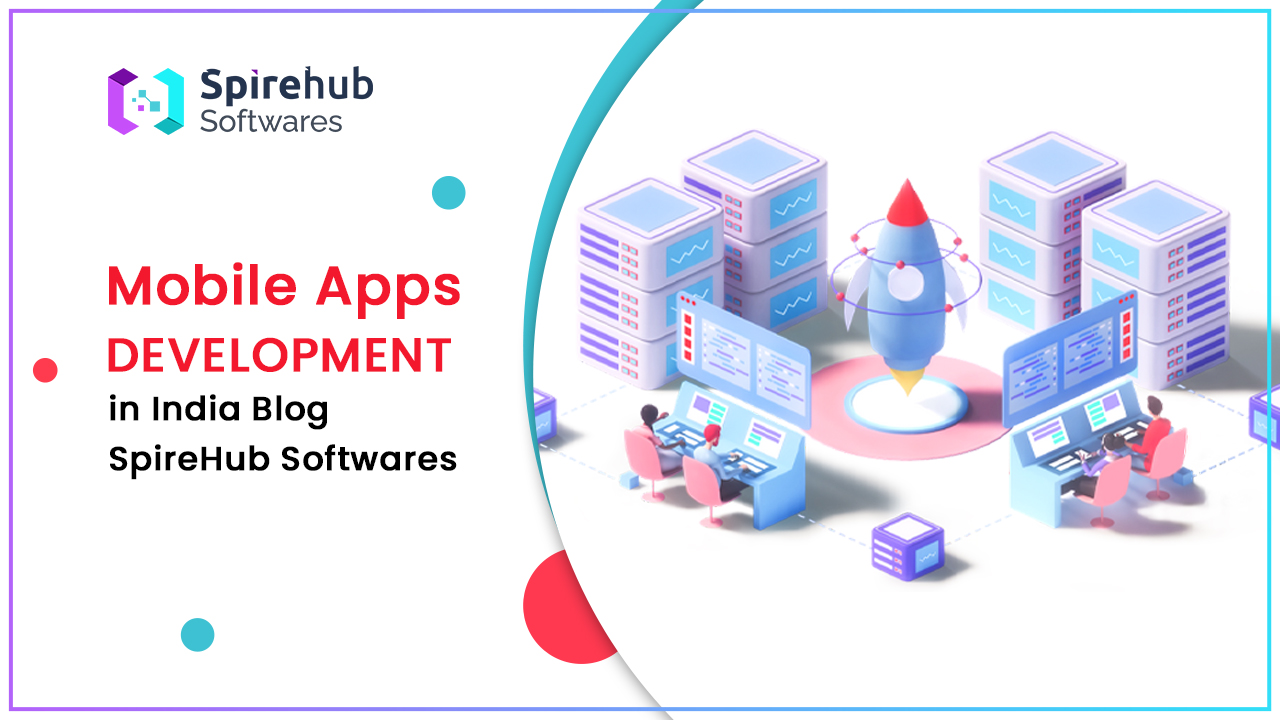 Spirehub
Softwares
Mobile Apps
DEVELOPMENT
in India Blog
SpireHub Softwares